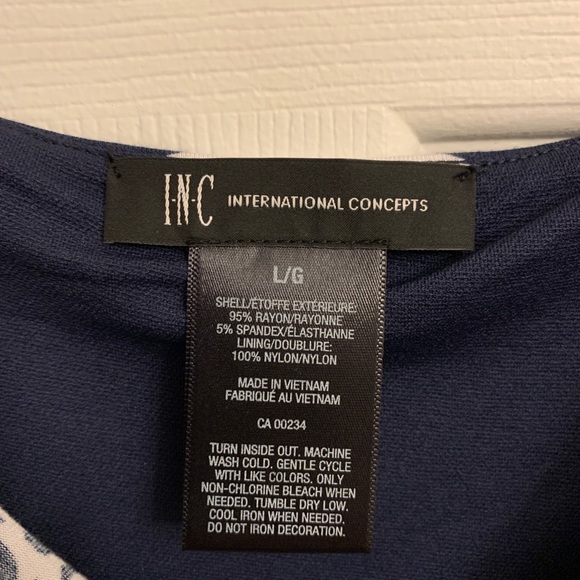 I·N·C INTERNATIONAL CONCEPTS
L/G
SHELL/ÉTOFFE EXTÉRIEURE:
95% RAYON/RAYONNE
5% SPANDEX/ÉLASTHANNE
LINING/DOUBLURE:
100% NYLON/NYLON
MADE IN VIETNAM
FABRIQUÉ AU VIETNAM
CA 00234
TURN INSIDE OUT. MACHINE
WASH COLD. GENTLE CYCLE
WITH LIKE COLORS. ONLY
NON-CHLORINE BLEACH WHEN
NEEDED. TUMBLE DRY LOW.
COOL IRON WHEN NEEDED.
DO NOT IRON DECORATION.